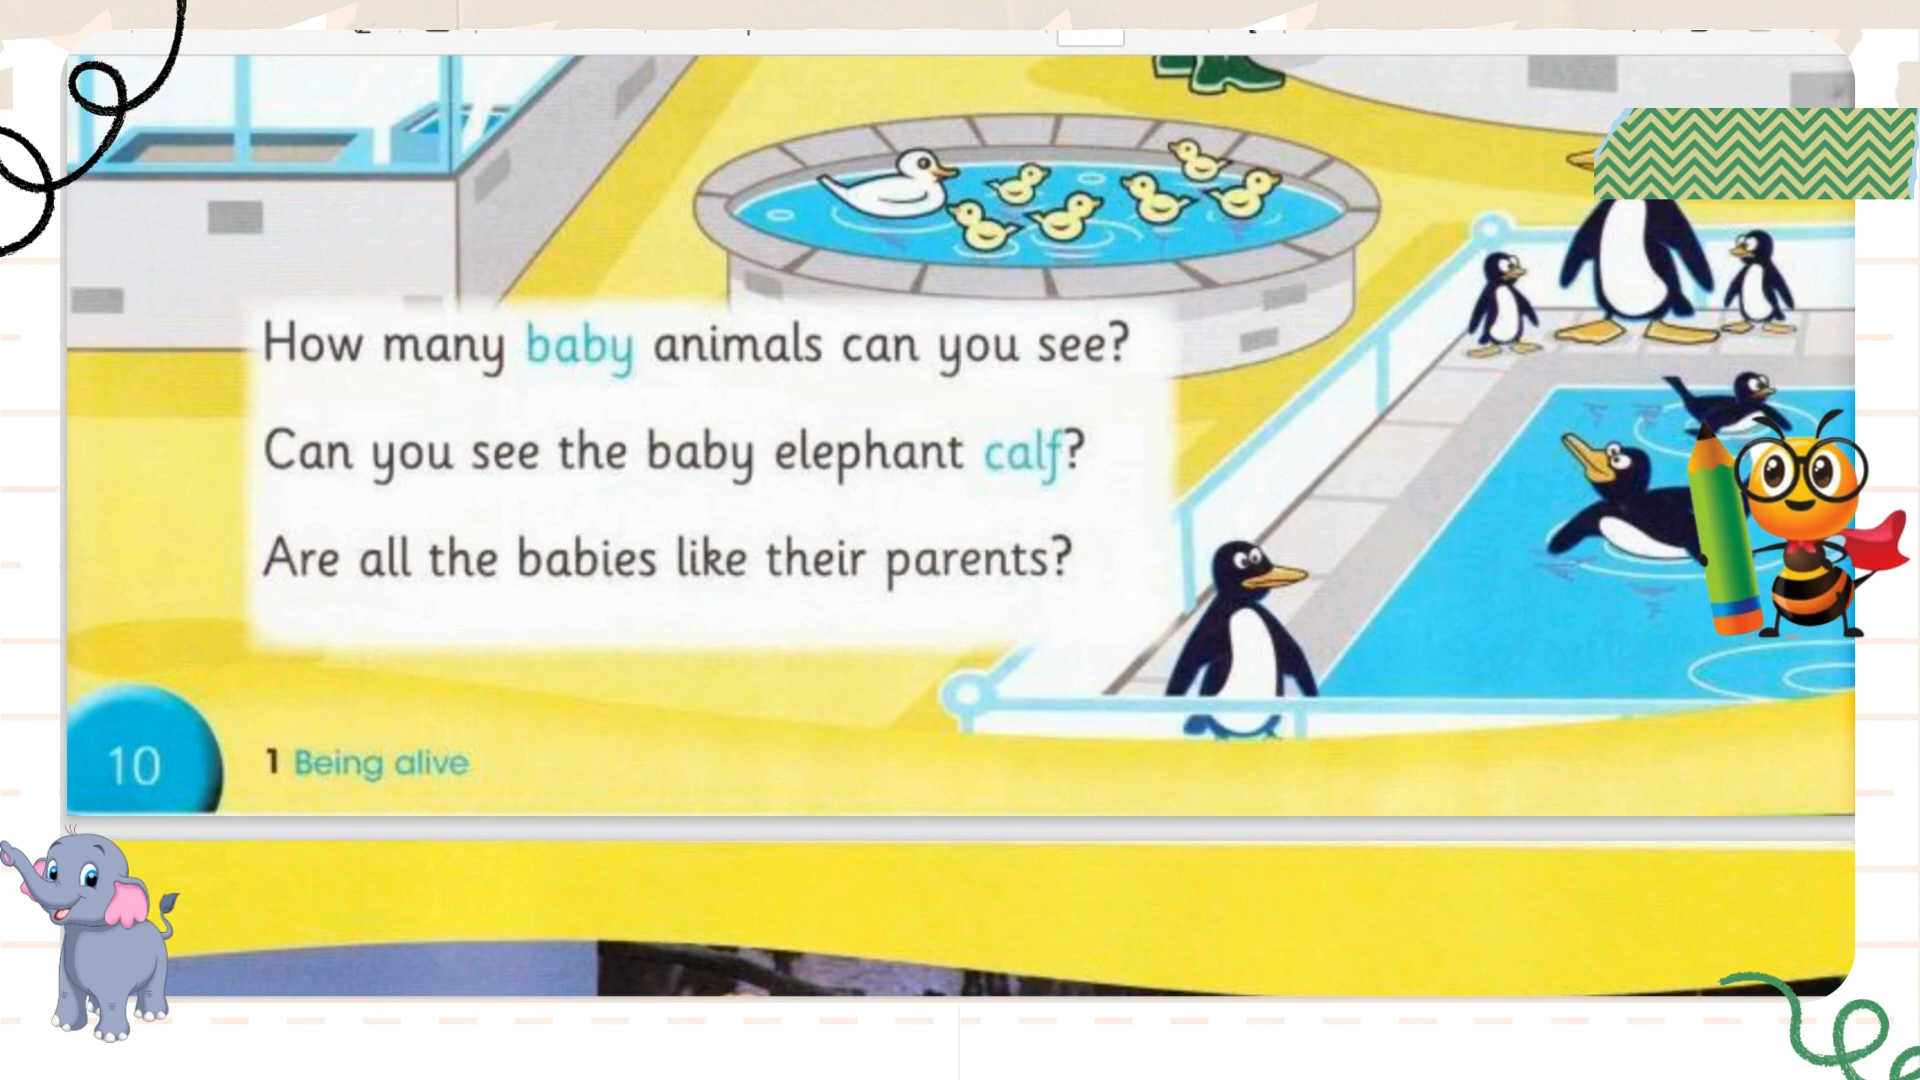 How many baby animals can you see?
Can you see the baby elephant calf?
Are all the babies like their parents?
10
1 Being alive